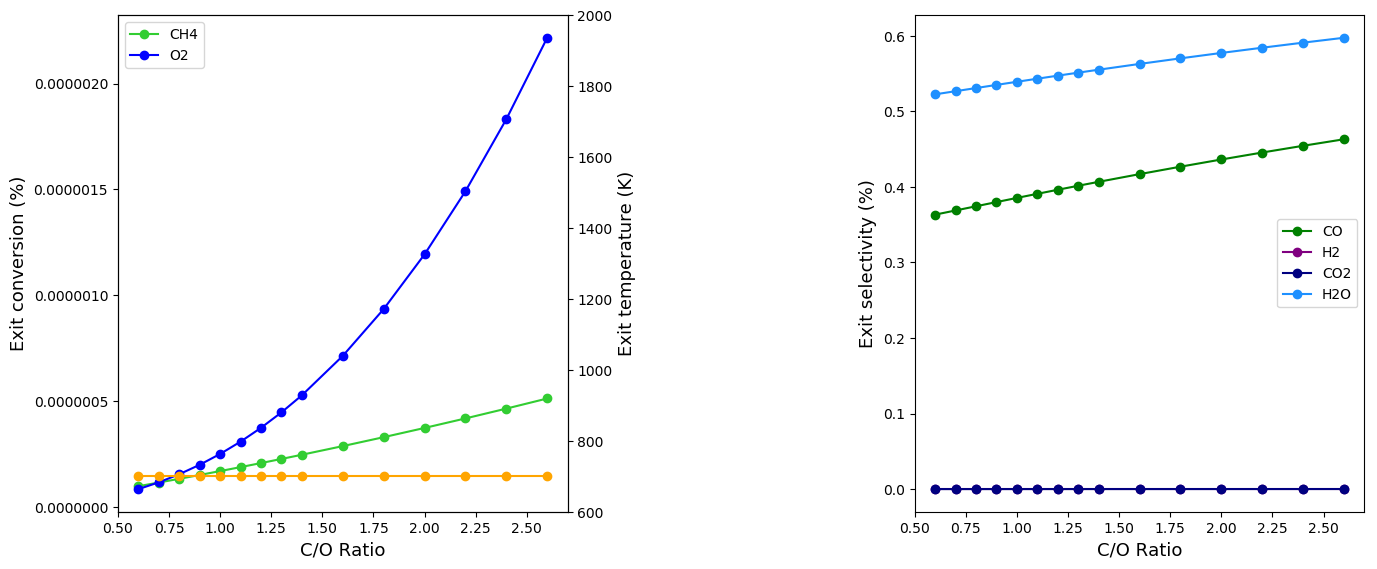 CH4
O2
0.0000020
0.0000015
0.0000010
0.0000005
0.0000000
Exit conversion (%)
0.50 0.75 1.00 1.25 1.50 1.75 2.00 2.25 2.50
C/O Ratio
2000
1800
1600
1400
1200
1000
800
600
Exit temperature (K)
0.6
0.5
0.4
0.3
0.2
0.1
0.0
Exit selectivity (%)
CO
H2
CO2
H2O
0.50 0.75 1.00 1.25 1.50 1.75 2.00 2.25 2.50
C/O Ratio